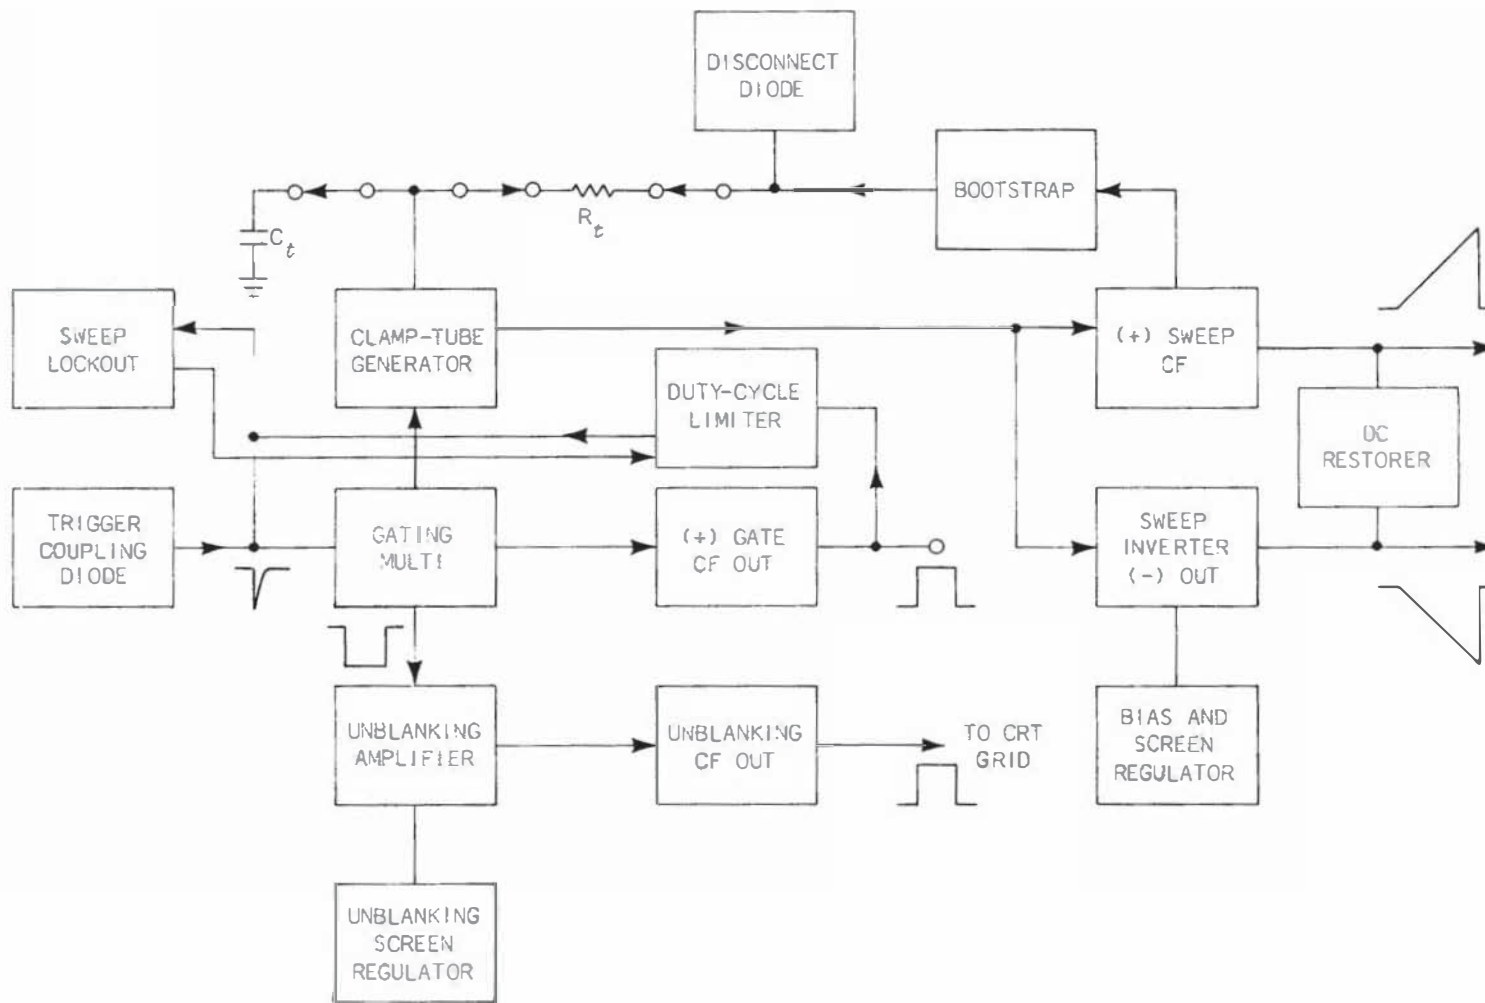 DISCONNECT
DIODE
BOOTSTRAP
C_t
R_t
SWEEP
LOCKOUT
CLAMP-TUBE
GENERATOR
(+) SWEEP
CF
DUTY-CYCLE
LIMITER
DC
RESTORER
TRIGGER
COUPLING
DIODE
GATING
MULTI
(+) GATE
CF OUT
SWEEP
INVERTER
(-) OUT
UNBLANKING
AMPLIFIER
UNBLANKING
CF OUT
TO CRT
GRID
BIAS AND
SCREEN
REGULATOR
UNBLANKING
SCREEN
REGULATOR